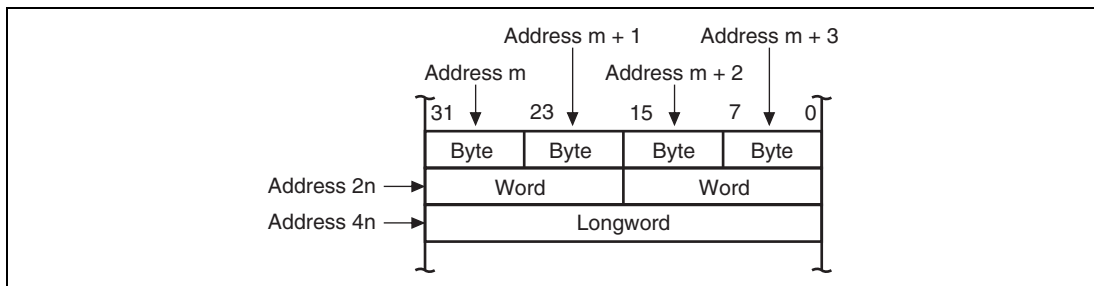 Address m + 1 Address m + 3
Address m Address m + 2
31 23 15 7 0
Byte Byte Byte Byte
Address 2n Word Word
Address 4n Longword